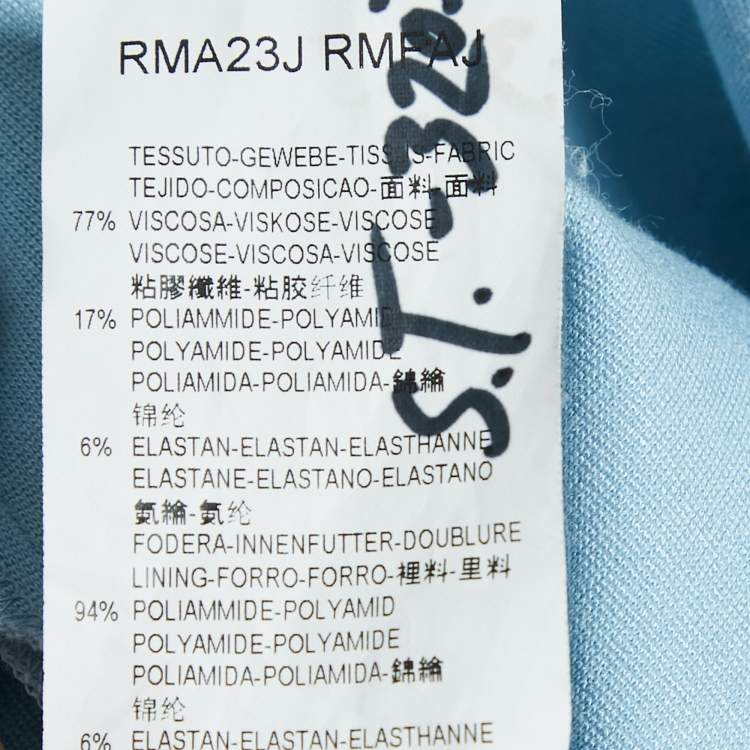 RMA23J RMFAJ
TESSUTO-GEWEBE-TISSUS-FABRIC
TEJIDO-COMPOSICAO-面料-面料
77% VISCOSA-VISKOSE-VISCOSE
VISCOSE-VISCOSA-VISCOSE
粘膠纖維-粘胶纤维
17% POLIAMMIDE-POLYAMID
POLYAMIDE-POLYAMIDE
POLIAMIDA-POLIAMIDA-錦綸
锦纶
6% ELASTAN-ELASTAN-ELASTHANNE
ELASTANE-ELASTANO-ELASTANO
氨綸-氨纶
FODERA-INNENFUTTER-DOUBLURE
LINING-FORRO-FORRO-裡料-里料
94% POLIAMMIDE-POLYAMID
POLYAMIDE-POLYAMIDE
POLIAMIDA-POLIAMIDA-錦綸
锦纶
6% ELASTAN-ELASTAN-ELASTHANNE
S.T.